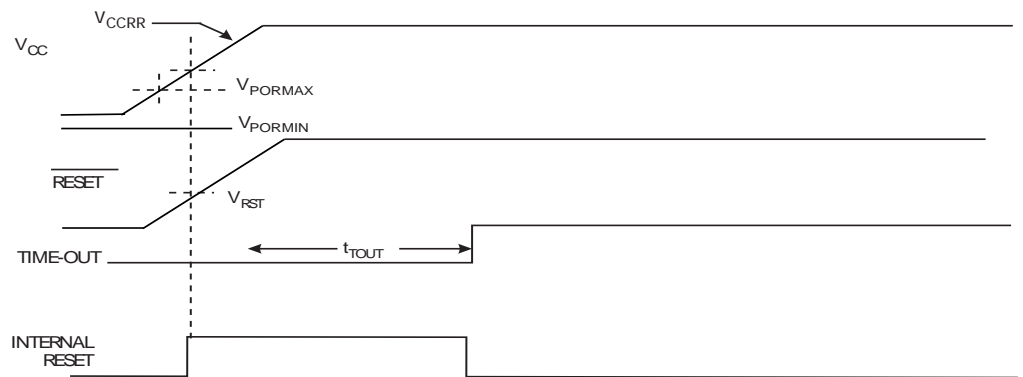 VCCRR
VCC
VPORMAX
VPORMIN
RESET
VRST
tTOUT
TIME-OUT
INTERNAL
RESET